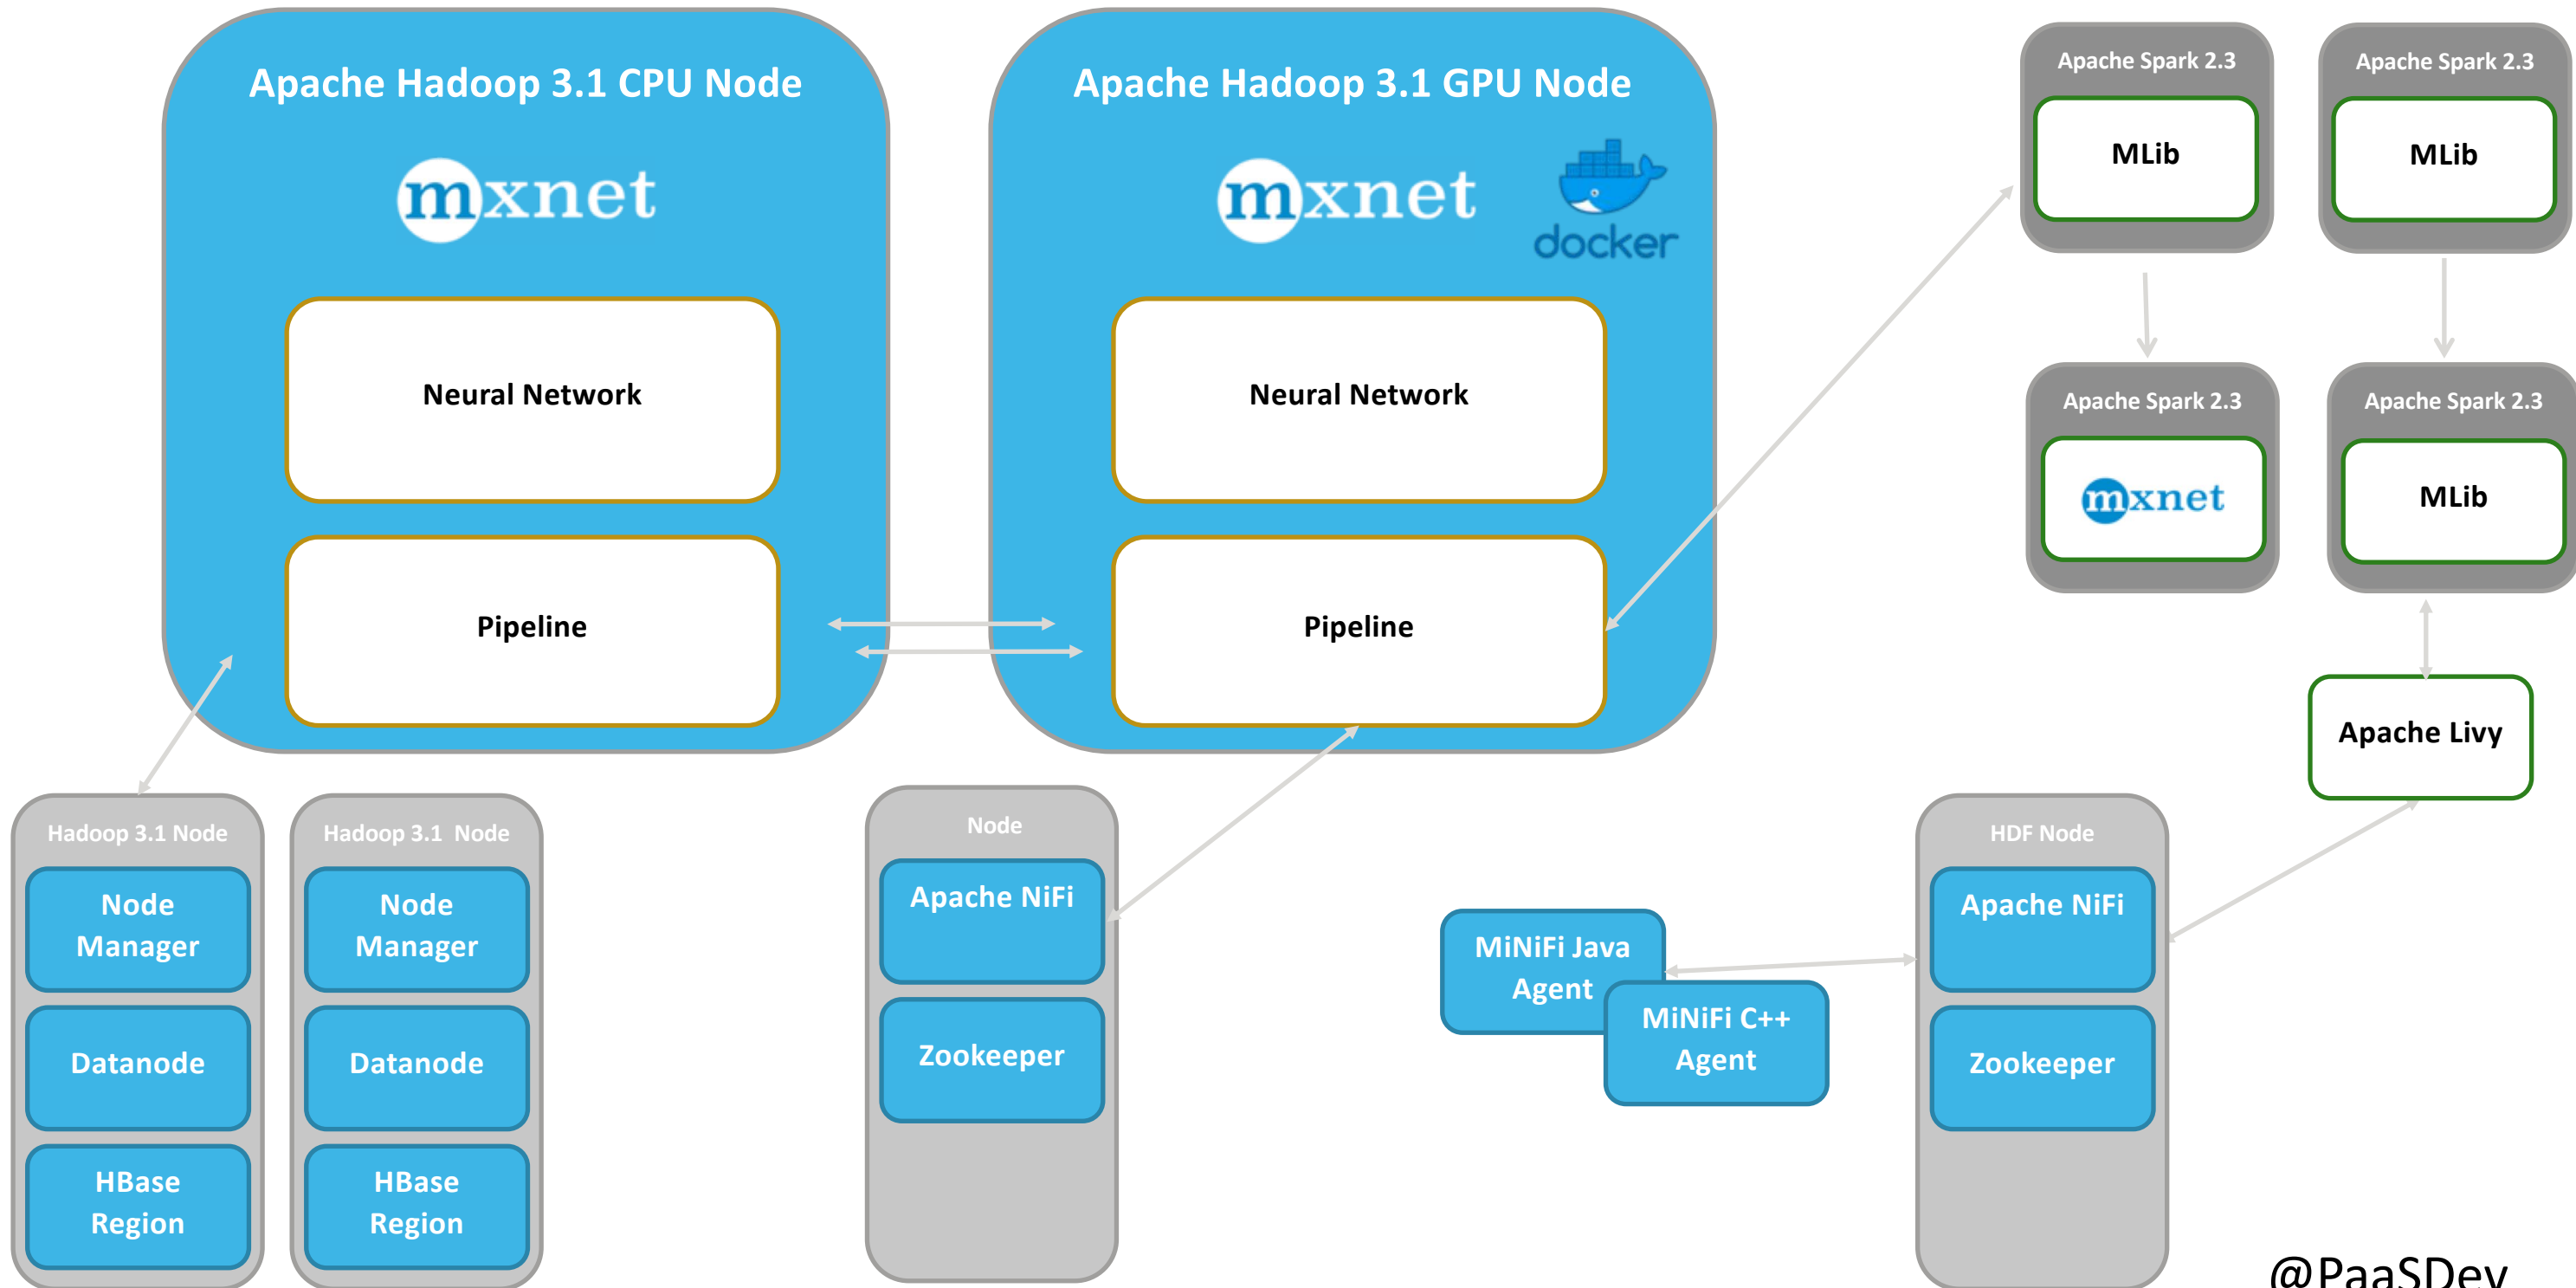 Apache Hadoop 3.1 CPU Node
mxnet
Neural Network
Pipeline
Apache Hadoop 3.1 GPU Node
mxnet
docker
Neural Network
Pipeline
Apache Spark 2.3
MLib
Apache Spark 2.3
MLib
Apache Spark 2.3
mxnet
Apache Spark 2.3
MLib
Apache Livy
Hadoop 3.1 Node
Node
Manager
Datanode
HBase
Region
Hadoop 3.1 Node
Node
Manager
Datanode
HBase
Region
Node
Apache NiFi
Zookeeper
MiNiFi Java
Agent
MiNiFi C++
Agent
HDF Node
Apache NiFi
Zookeeper
@PaaSDev